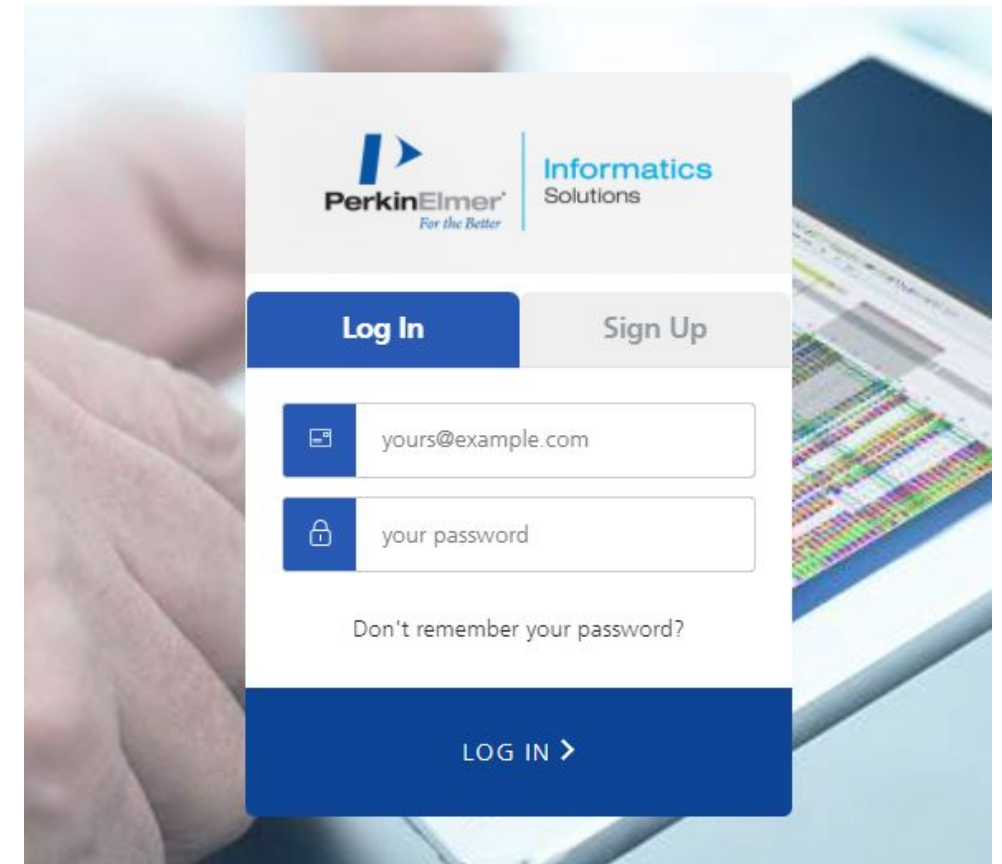 PerkinElmer
For the Better
Informatics
Solutions
Log In
Sign Up
yours@example.com
your password
Don't remember your password?
LOG IN